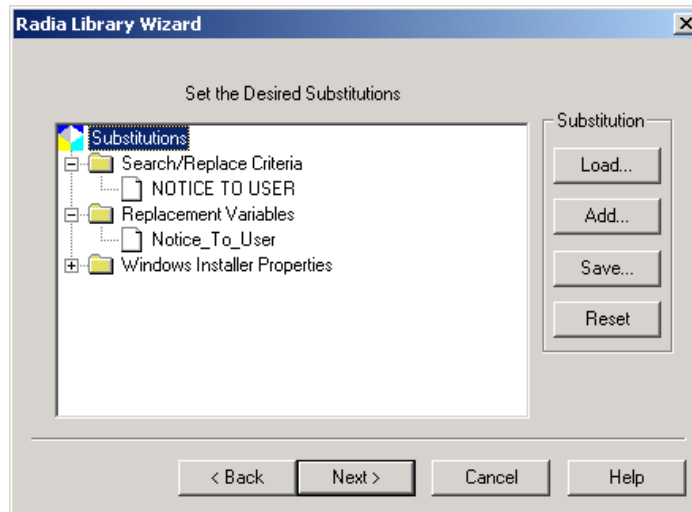 Radia Library Wizard
Set the Desired Substitutions
Substitutions
Search/Replace Criteria
NOTICE TO USER
Replacement Variables
Notice_To_User
Windows Installer Properties
Substitution
Load...
Add...
Save...
Reset
< Back
Next >
Cancel
Help